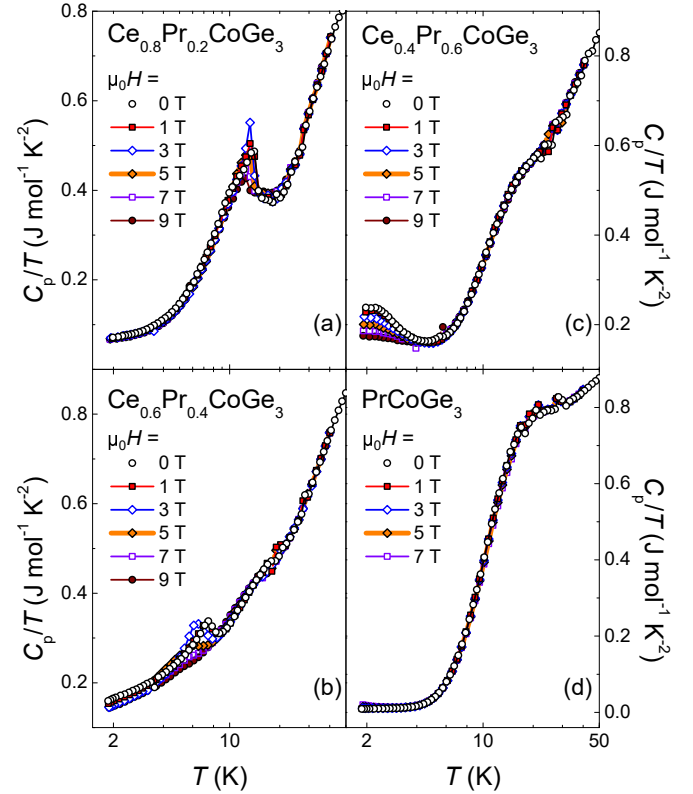 Ce0.8Pr0.2CoGe3
μ0H =
0 T
1 T
3 T
5 T
7 T
9 T
(a)
Cp/T (J mol-1 K-2)
0.8
0.6
0.4
0.2
Ce0.4Pr0.6CoGe3
μ0H =
0 T
1 T
3 T
5 T
7 T
9 T
(c)
Cp/T (J mol-1 K-2)
0.8
0.6
0.4
0.2
Ce0.6Pr0.4CoGe3
μ0H =
0 T
1 T
3 T
5 T
7 T
9 T
(b)
Cp/T (J mol-1 K-2)
0.8
0.6
0.4
0.2
2
10
T (K)
PrCoGe3
μ0H =
0 T
1 T
3 T
5 T
7 T
(d)
Cp/T (J mol-1 K-2)
0.8
0.6
0.4
0.2
0.0
2
10
50
T (K)